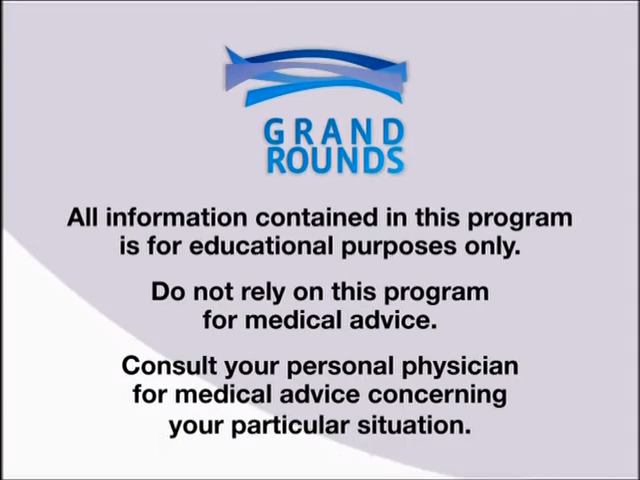 GRAND
ROUNDS
All information contained in this program
is for educational purposes only.
Do not rely on this program
for medical advice.
Consult your personal physician
for medical advice concerning
your particular situation.